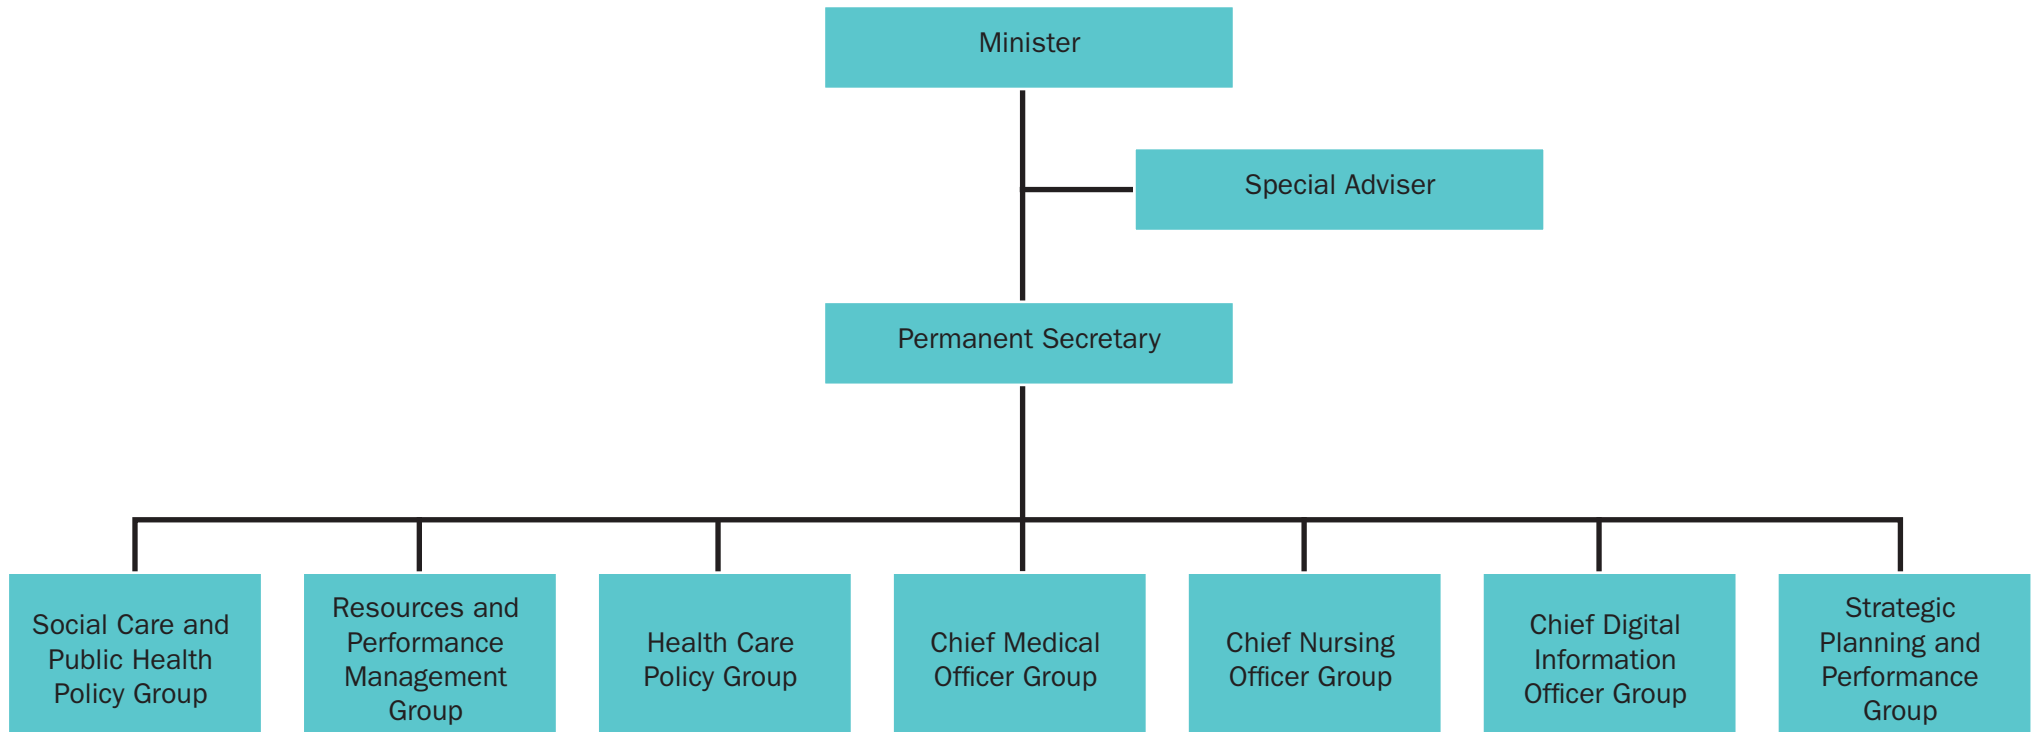 Minister
Special Adviser
Permanent Secretary
Social Care and
Public Health
Policy Group
Resources and
Performance
Management
Group
Health Care
Policy Group
Chief Medical
Officer Group
Chief Nursing
Officer Group
Chief Digital
Information
Officer Group
Strategic
Planning and
Performance
Group